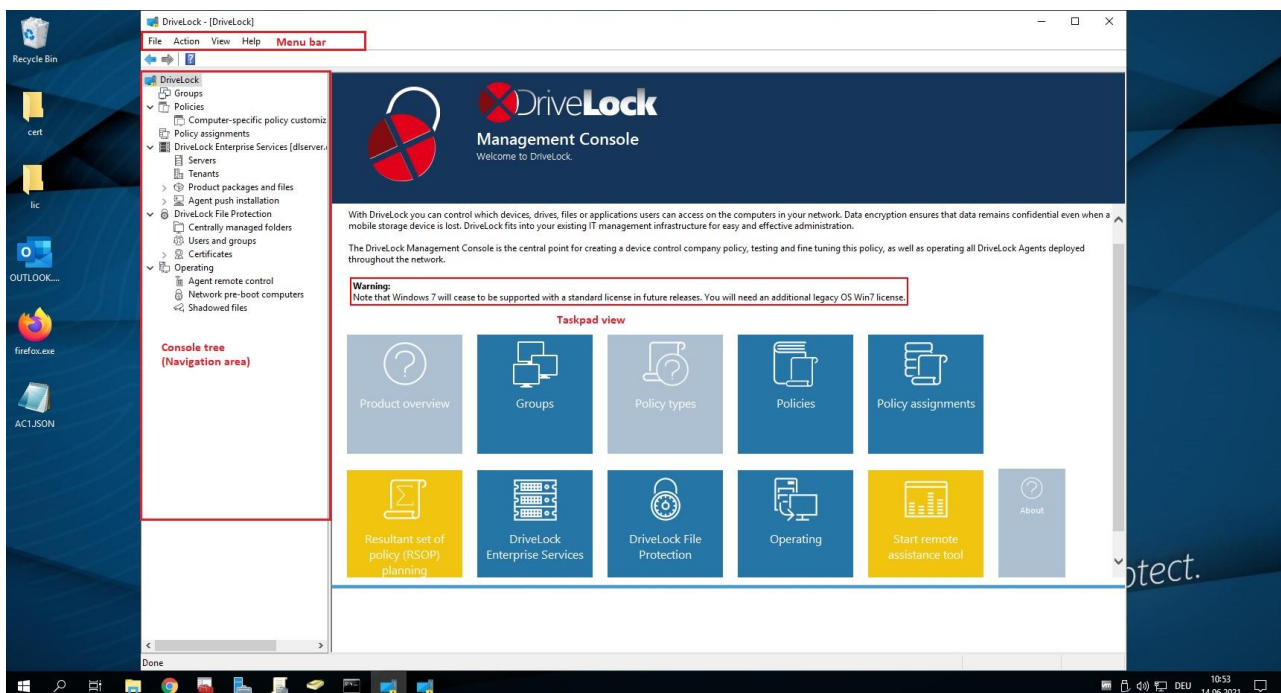 DriveLock - [DriveLock]
File Action View Help Menu bar
Recycle Bin
cert
lic
OUTLOOK....
firefox.exe
AC1.JSON
DriveLock
Groups
Policies
Computer-specific policy customiz
Policy assignments
DriveLock Enterprise Services [dlserver.
Servers
Tenants
Product packages and files
Agent push installation
DriveLock File Protection
Centrally managed folders
Users and groups
Certificates
Operating
Agent remote control
Network pre-boot computers
Shadowed files
Console tree
(Navigation area)
DriveLock
Management Console
Welcome to DriveLock.
With DriveLock you can control which devices, drives, files or applications users can access on the computers in your network. Data encryption ensures that data remains confidential even when a
mobile storage device is lost. DriveLock fits into your existing IT management infrastructure for easy and effective administration.
The DriveLock Management Console is the central point for creating a device control company policy, testing and fine tuning this policy, as well as operating all DriveLock Agents deployed
throughout the network.
Warning:
Note that Windows 7 will cease to be supported with a standard license in future releases. You will need an additional legacy OS Win7 license.
Taskpad view
Product overview
Groups
Policy types
Policies
Policy assignments
Resultant set of
policy (RSOP)
planning
DriveLock
Enterprise Services
DriveLock File
Protection
Operating
Start remote
assistance tool
About
otect.
Done
DEU
10:53
14.06.2021